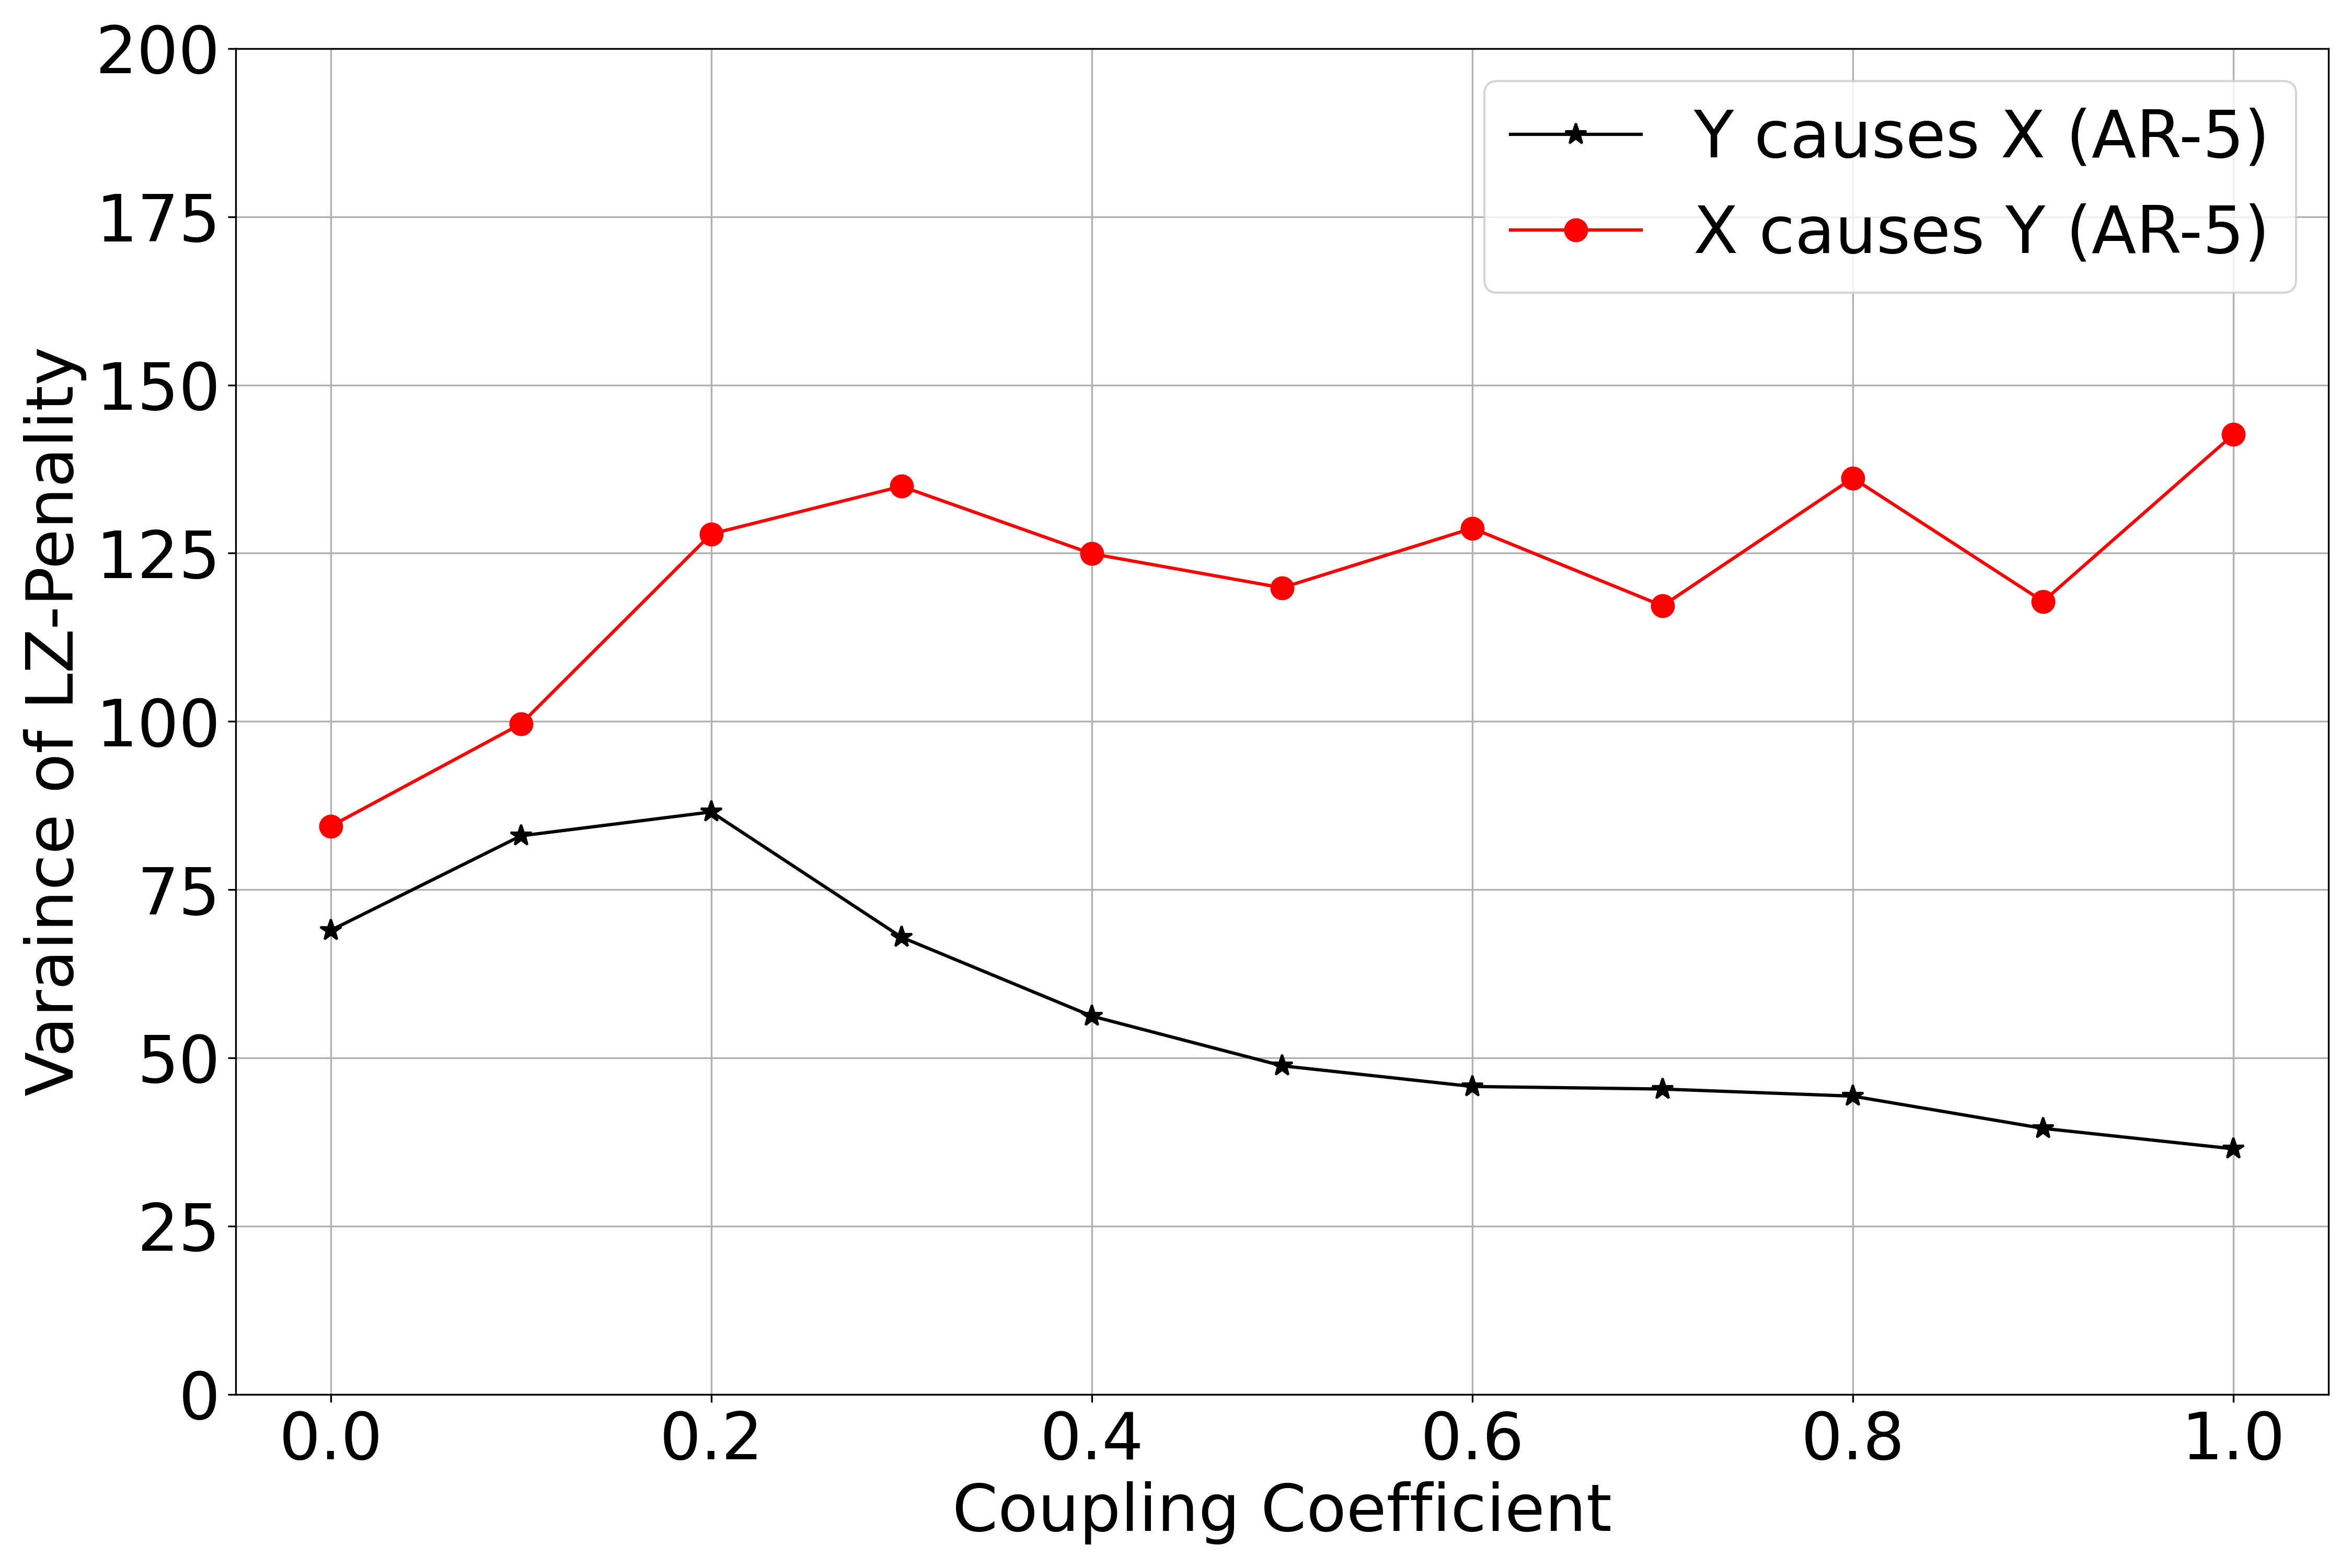 200
175
150
125
100
75
50
25
0
Varaince of LZ-Penality
Y causes X (AR-5)
X causes Y (AR-5)
0.0 0.2 0.4 0.6 0.8 1.0
Coupling Coefficient